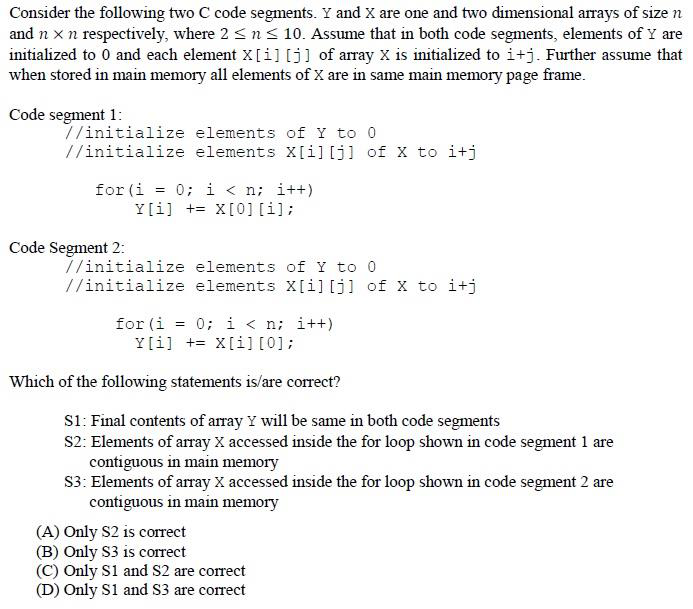 Consider the following two C code segments. Y and X are one and two dimensional arrays of size n
and n × n respectively, where 2 ≤ n ≤ 10. Assume that in both code segments, elements of Y are
initialized to 0 and each element X[i][j] of array X is initialized to i+j. Further assume that
when stored in main memory all elements of X are in same main memory page frame.
Code segment 1:
//initialize elements of Y to 0
//initialize elements X[i][j] of X to i+j
for(i = 0; i < n; i++)
Y[i] += X[0][i];
Code Segment 2:
//initialize elements of Y to 0
//initialize elements X[i][j] of X to i+j
for(i = 0; i < n; i++)
Y[i] += X[i][0];
Which of the following statements is/are correct?
S1: Final contents of array Y will be same in both code segments
S2: Elements of array X accessed inside the for loop shown in code segment 1 are
contiguous in main memory
S3: Elements of array X accessed inside the for loop shown in code segment 2 are
contiguous in main memory
(A) Only S2 is correct
(B) Only S3 is correct
(C) Only S1 and S2 are correct
(D) Only S1 and S3 are correct